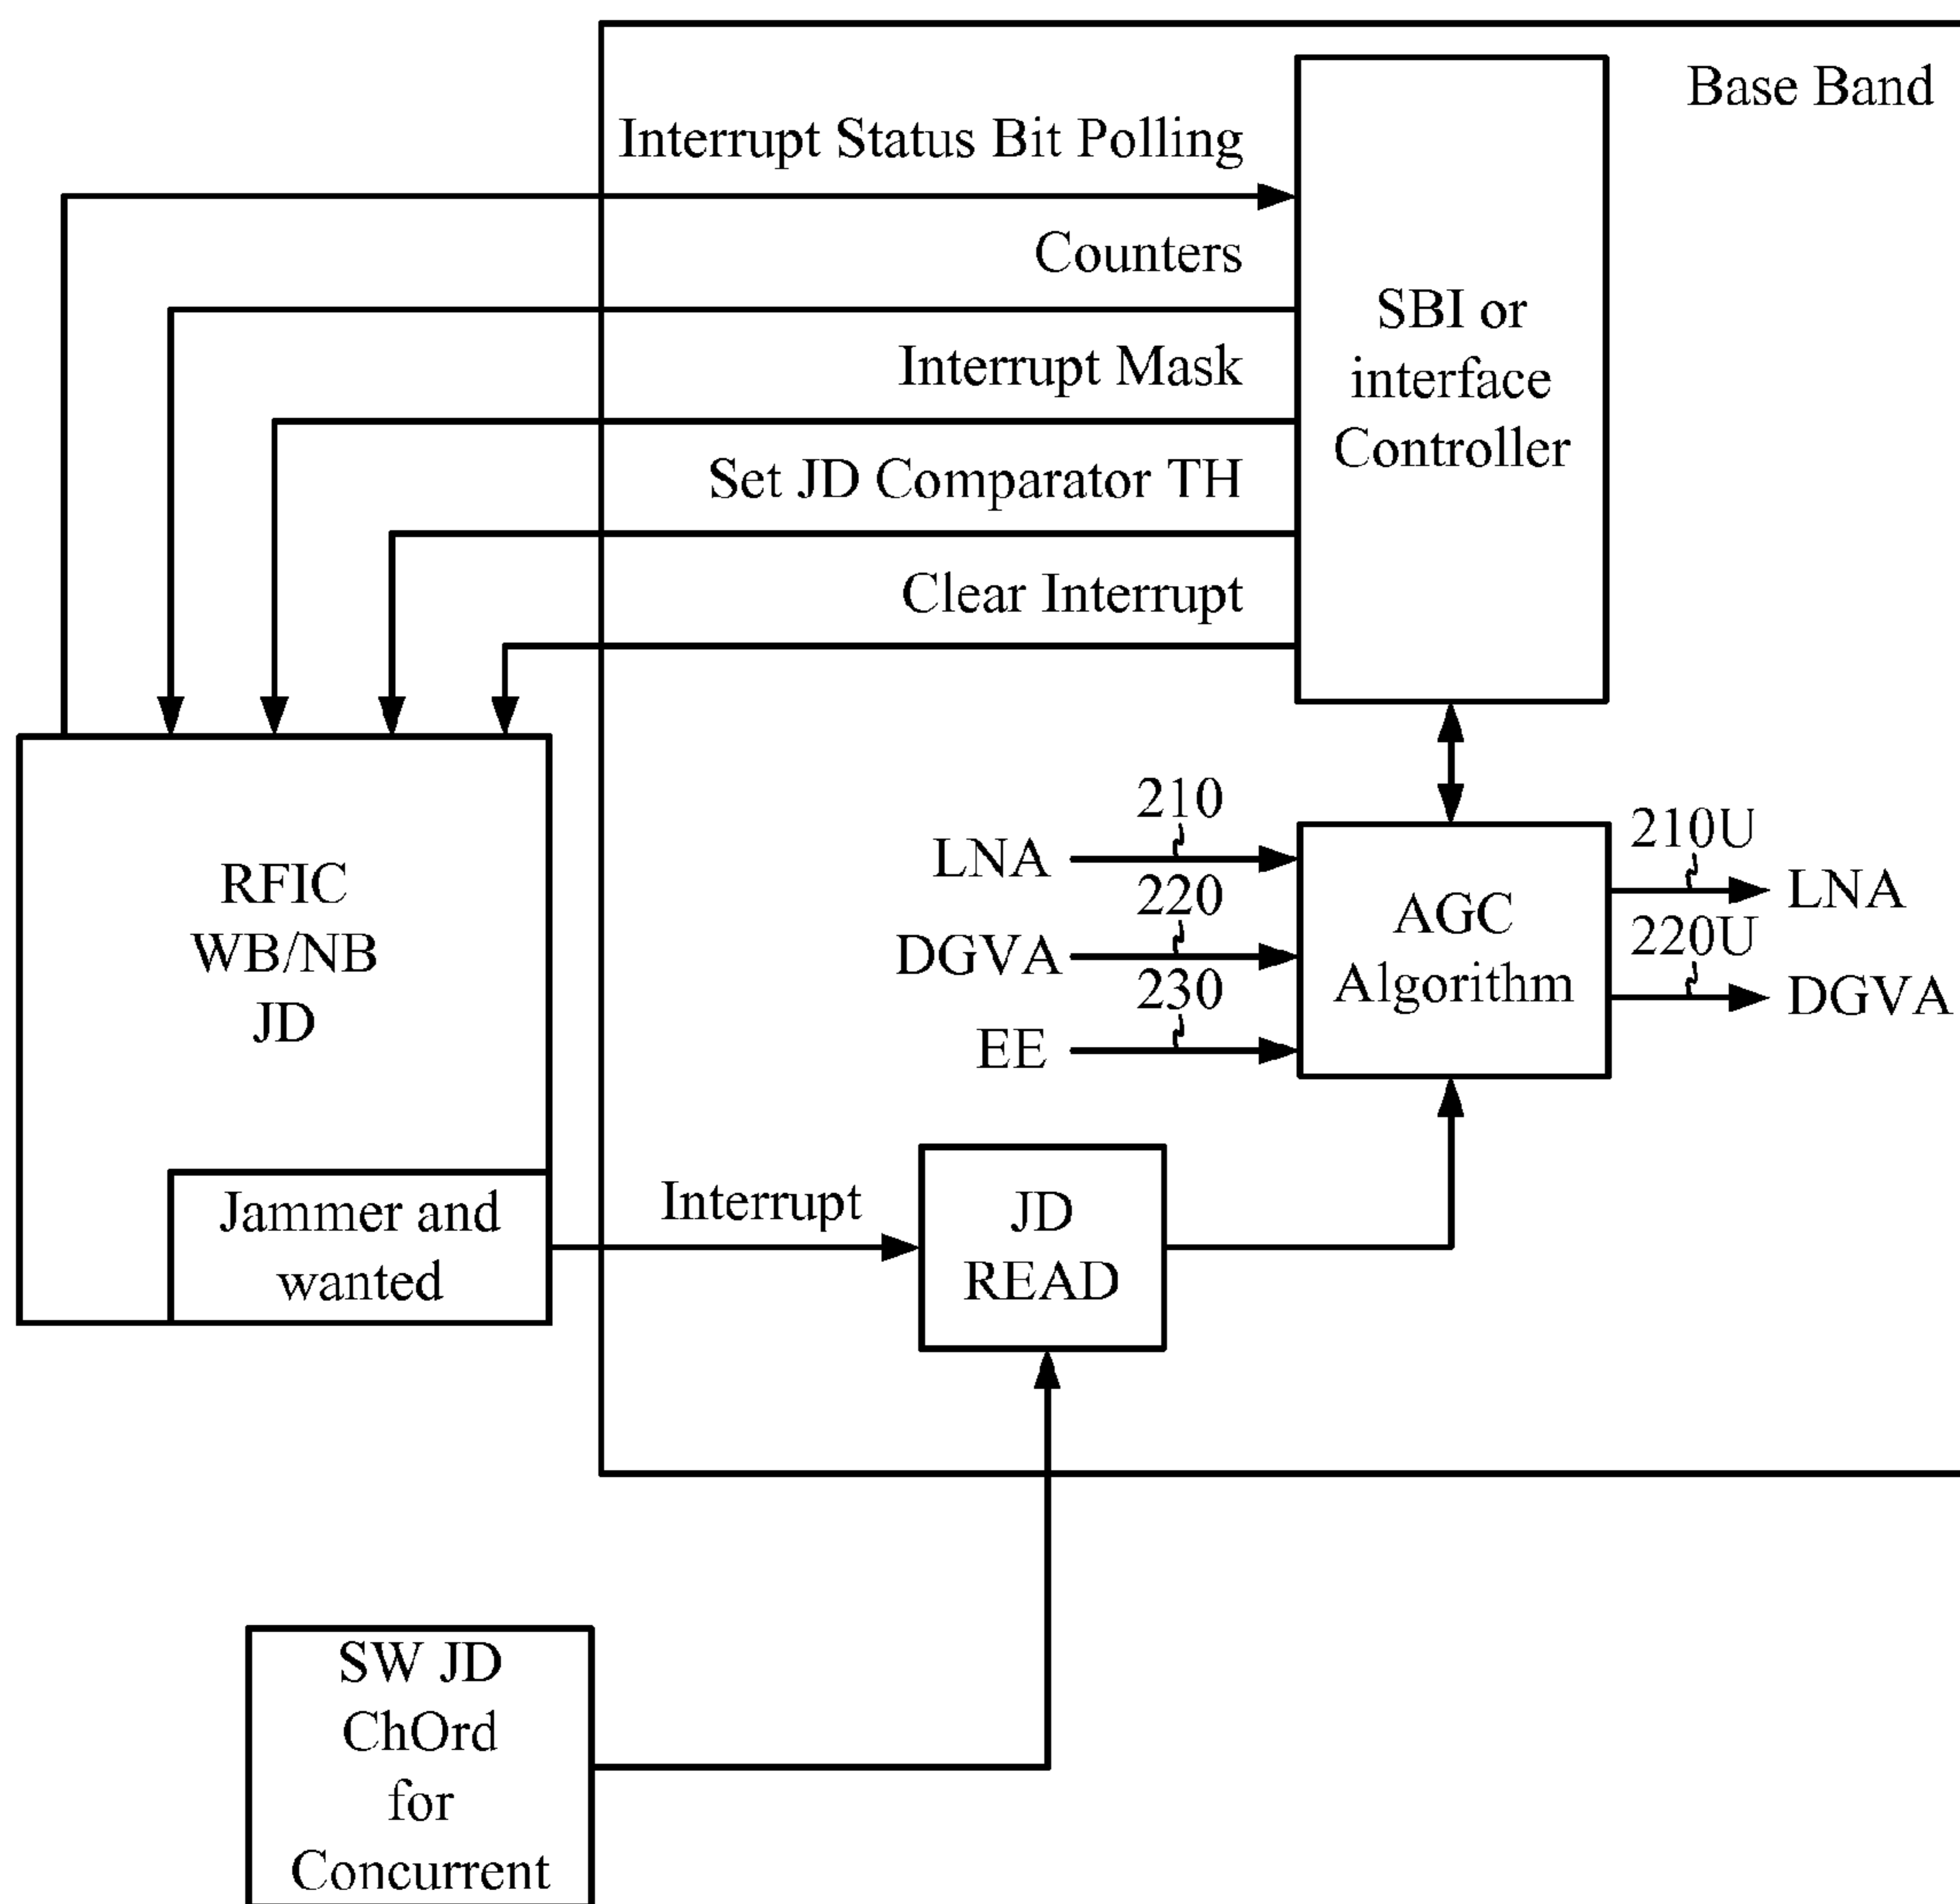 Base Band
Interrupt Status Bit Polling
Counters
Interrupt Mask
Set JD Comparator TH
Clear Interrupt
SBI or
interface
Controller
RFIC
WB/NB
JD
Jammer and
wanted
210
LNA
220
DGVA
230
EE
AGC
Algorithm
210U
LNA
220U
DGVA
Interrupt
JD
READ
SW JD
ChOrd
for
Concurrent